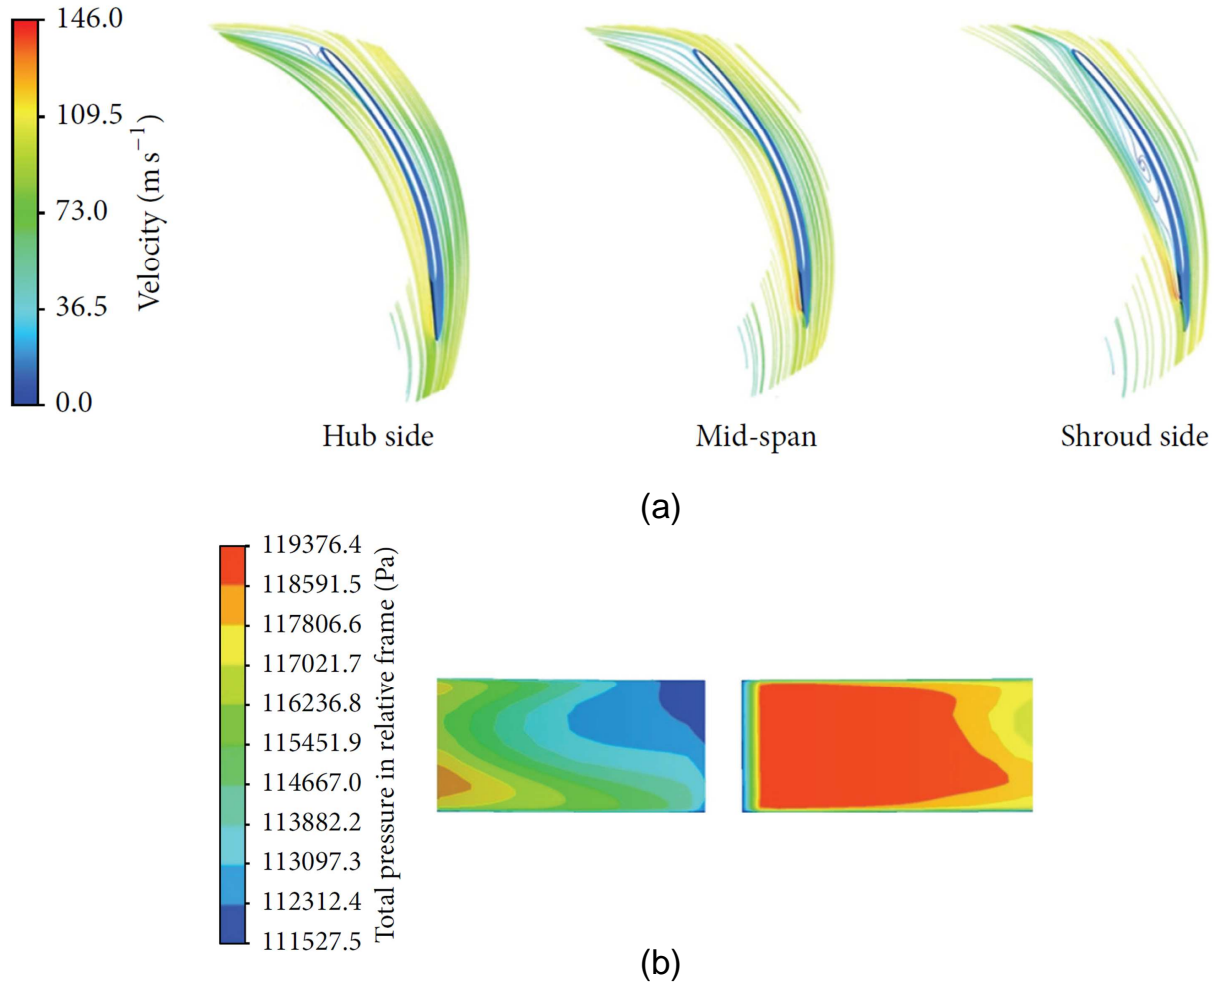 146.0
109.5
73.0
36.5
0.0
Velocity (m s−1)
Hub side
Mid-span
Shroud side
(a)
119376.4
118591.5
117806.6
117021.7
116236.8
115451.9
114667.0
113882.2
113097.3
112312.4
111527.5
Total pressure in relative frame (Pa)
(b)